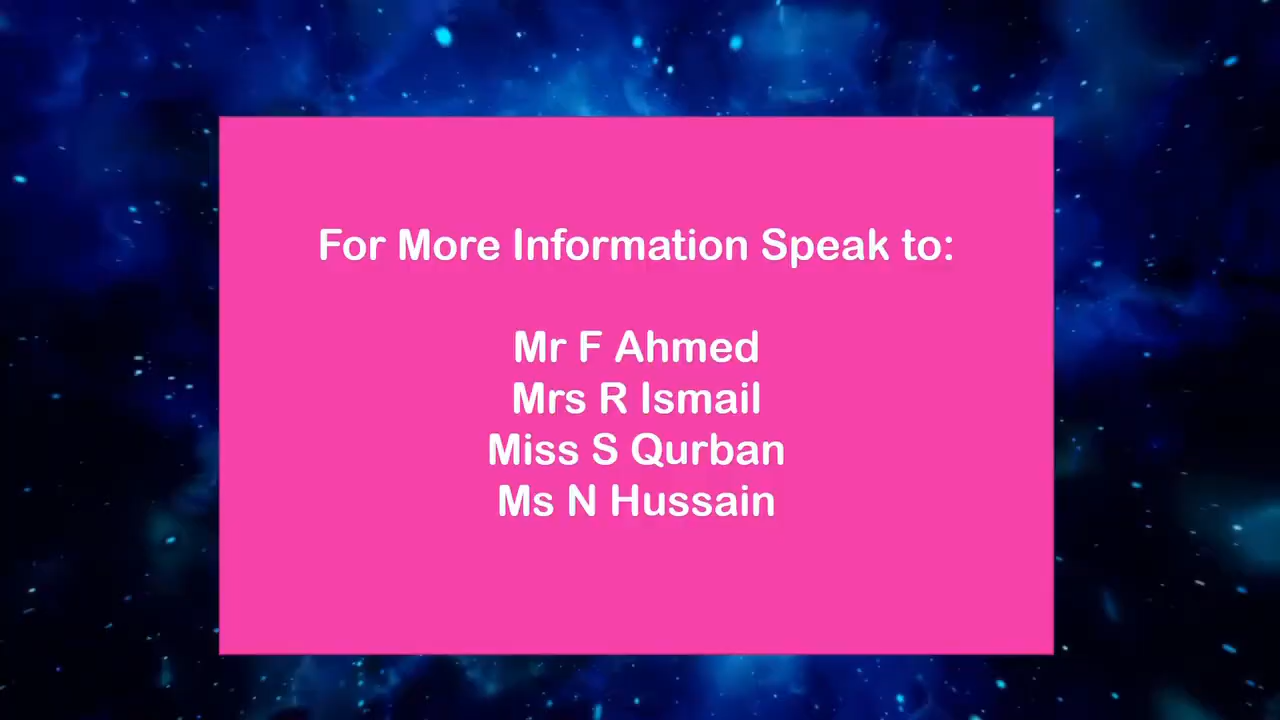 For More Information Speak to:
Mr F Ahmed
Mrs R Ismail
Miss S Qurban
Ms N Hussain